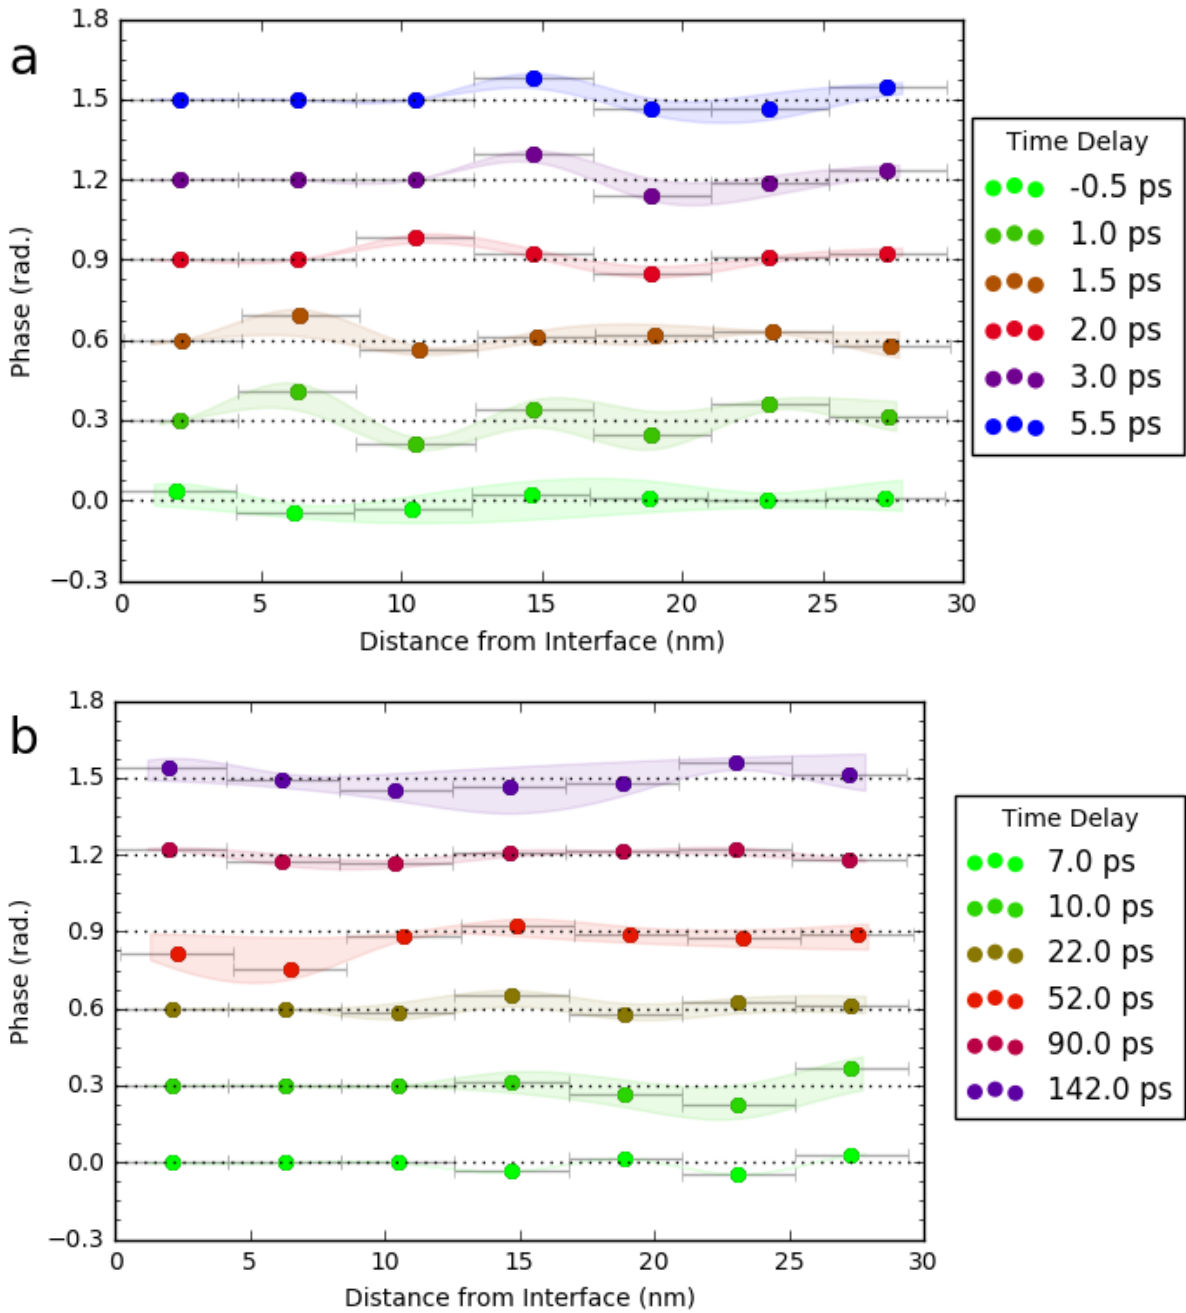 a
1.8
1.5
1.2
0.9
0.6
0.3
0.0
−0.3
Phase (rad.)
0 5 10 15 20 25 30
Distance from Interface (nm)
Time Delay
-0.5 ps
1.0 ps
1.5 ps
2.0 ps
3.0 ps
5.5 ps
b
1.8
1.5
1.2
0.9
0.6
0.3
0.0
−0.3
Phase (rad.)
0 5 10 15 20 25 30
Distance from Interface (nm)
Time Delay
7.0 ps
10.0 ps
22.0 ps
52.0 ps
90.0 ps
142.0 ps